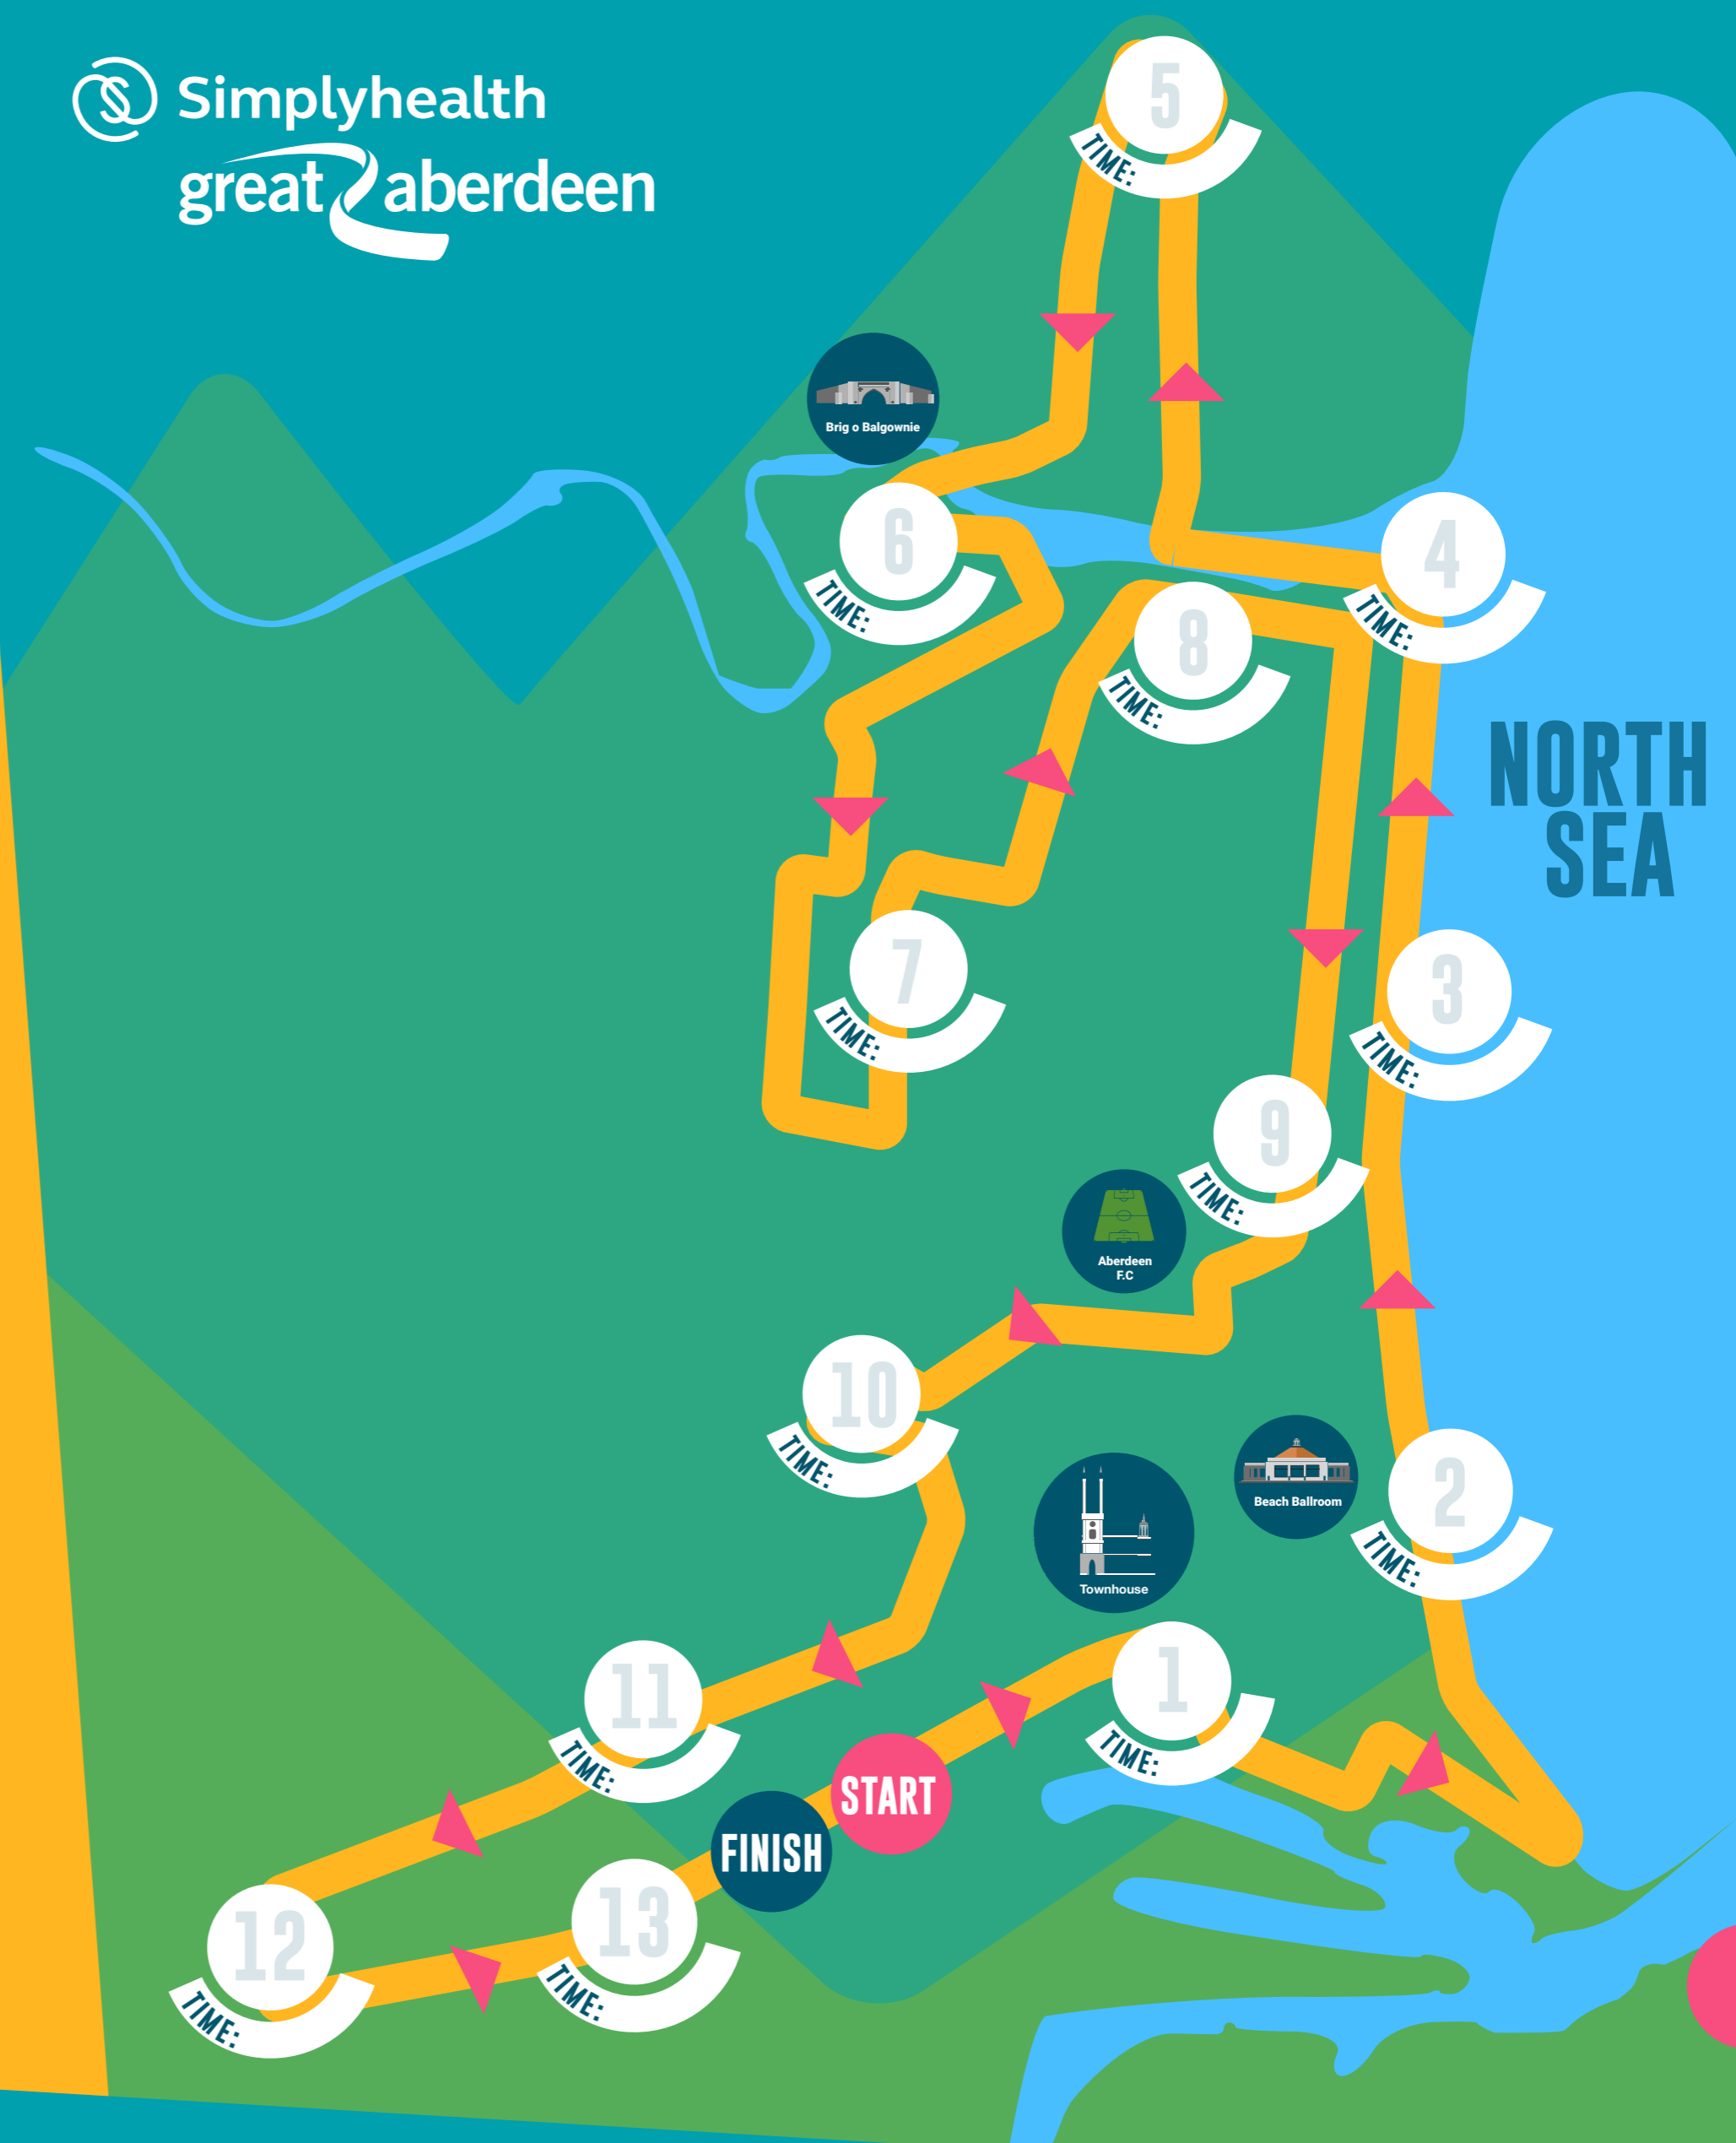 Simplyhealth
great aberdeen
5
TIME:
Brig o Balgownie
6
TIME:
4
TIME:
8
TIME:
NORTH
SEA
7
TIME:
3
TIME:
9
TIME:
Aberdeen
F.C
10
TIME:
Beach Ballroom
2
TIME:
Townhouse
1
TIME:
11
TIME:
START
FINISH
12
TIME:
13
TIME: